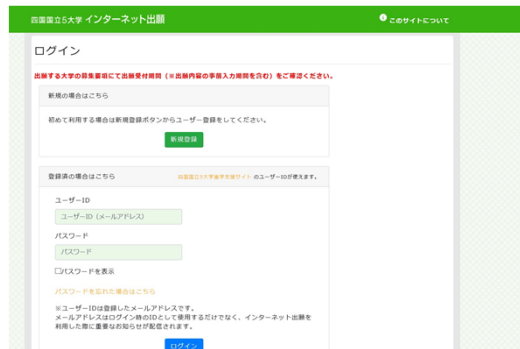 四国国立5大学 インターネット出願
このサイトについて
ログイン
出願する大学の募集要項にて出願受付期間（※出願内容の事前入力期間を含む）をご確認ください。
新規の場合はこちら
初めて利用する場合は新規登録ボタンからユーザー登録をしてください。
新規登録
登録済の場合はこちら
四国国立5大学進学支援サイト のユーザーIDが使えます。
ユーザーID
ユーザーID（メールアドレス）
パスワード
パスワード
パスワードを表示
パスワードを忘れた場合はこちら
※ユーザーIDは登録したメールアドレスです。
メールアドレスはログイン時のIDとして使用するだけでなく、インターネット出願を
利用した際に重要なお知らせが配信されます。
ログイン